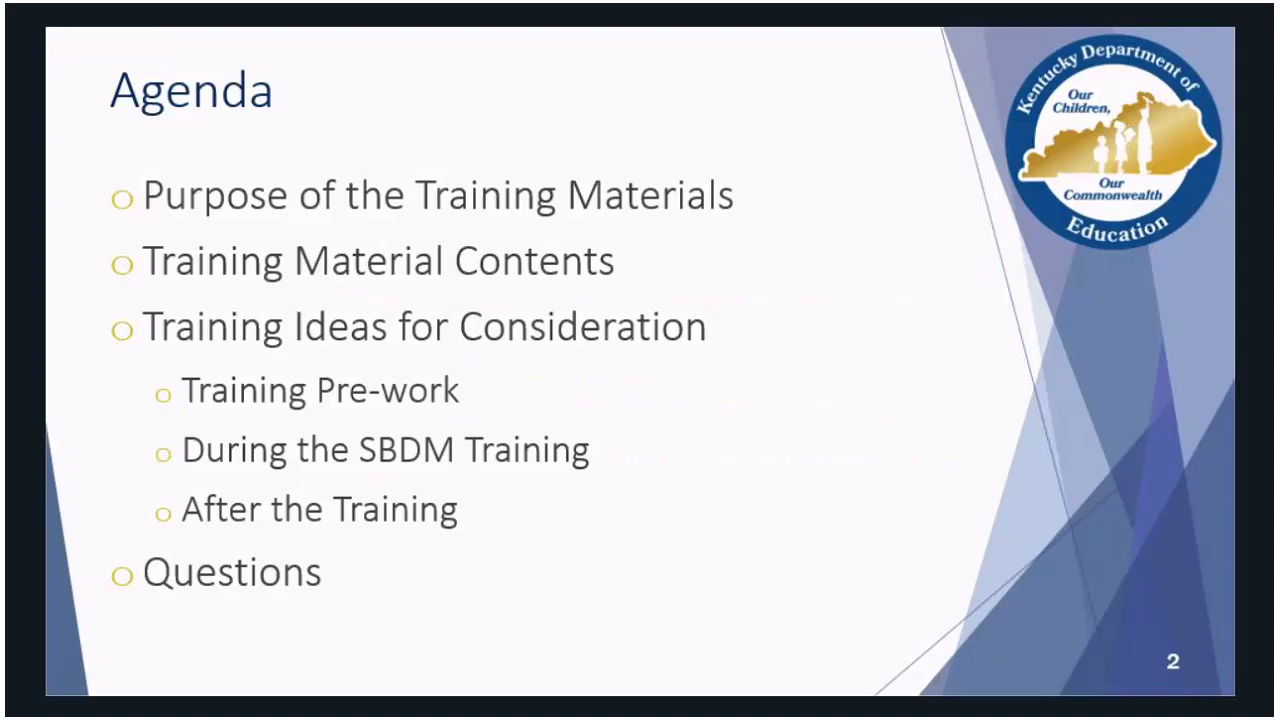 Agenda
Kentucky Department of
Our
Children,
Our
Commonwealth
Education
o Purpose of the Training Materials
o Training Material Contents
o Training Ideas for Consideration
o Training Pre-work
o During the SBDM Training
o After the Training
o Questions
2